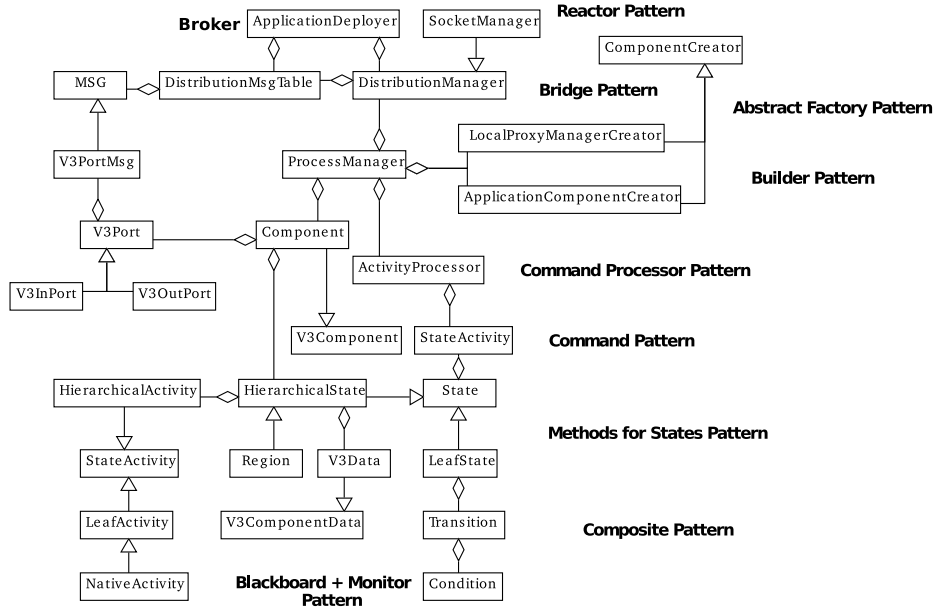 Reactor Pattern
Broker
ApplicationDeployer
SocketManager
ComponentCreator
MSG
DistributionMsgTable
DistributionManager
Bridge Pattern
Abstract Factory Pattern
LocalProxyManagerCreator
V3PortMsg
ProcessManager
Builder Pattern
ApplicationComponentCreator
V3Port
Component
ActivityProcessor
Command Processor Pattern
V3InPort
V3OutPort
V3Component
StateActivity
Command Pattern
HierarchicalActivity
HierarchicalState
State
Methods for States Pattern
StateActivity
Region
V3Data
LeafState
LeafActivity
V3ComponentData
Transition
Composite Pattern
NativeActivity
Blackboard + Monitor
Pattern
Condition